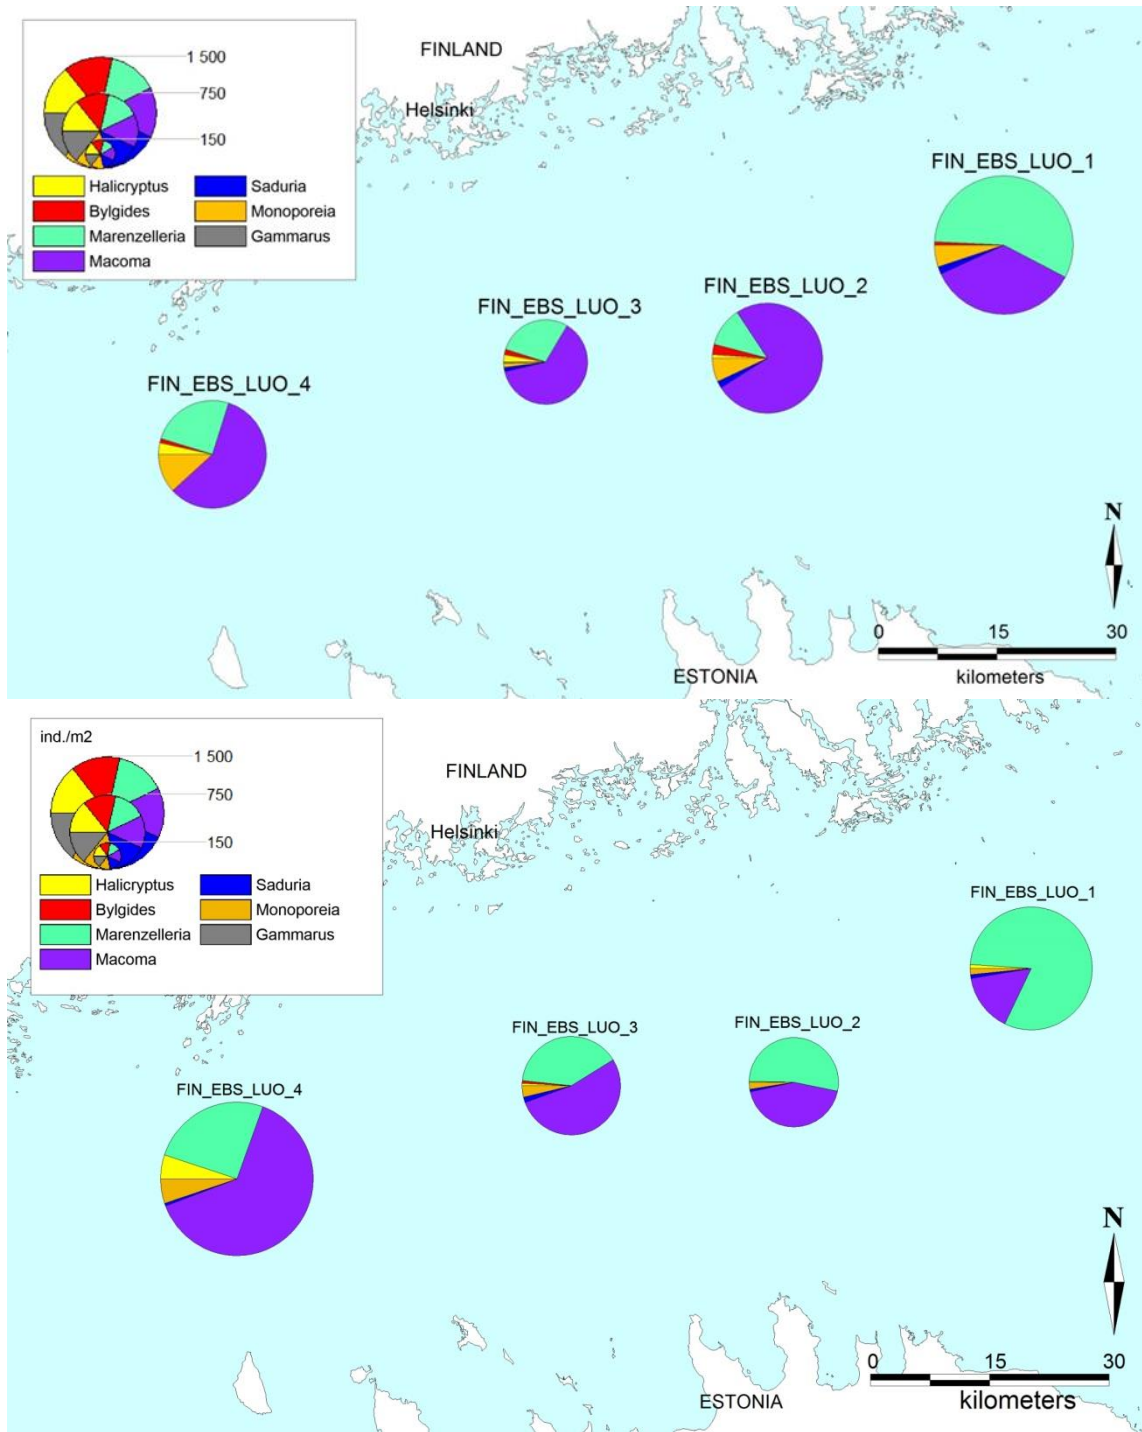 FINLAND
Helsinki
1 500
750
150
Halicryptus
Saduria
Bylgides
Monoporeia
Marenzelleria
Gammarus
Macoma
FIN_EBS_LUO_1
FIN_EBS_LUO_2
FIN_EBS_LUO_3
FIN_EBS_LUO_4
N
0 15 30
kilometers
ESTONIA
ind./m2
1 500
750
150
Halicryptus
Saduria
Bylgides
Monoporeia
Marenzelleria
Gammarus
Macoma
FINLAND
Helsinki
FIN_EBS_LUO_1
FIN_EBS_LUO_2
FIN_EBS_LUO_3
FIN_EBS_LUO_4
N
0 15 30
kilometers
ESTONIA